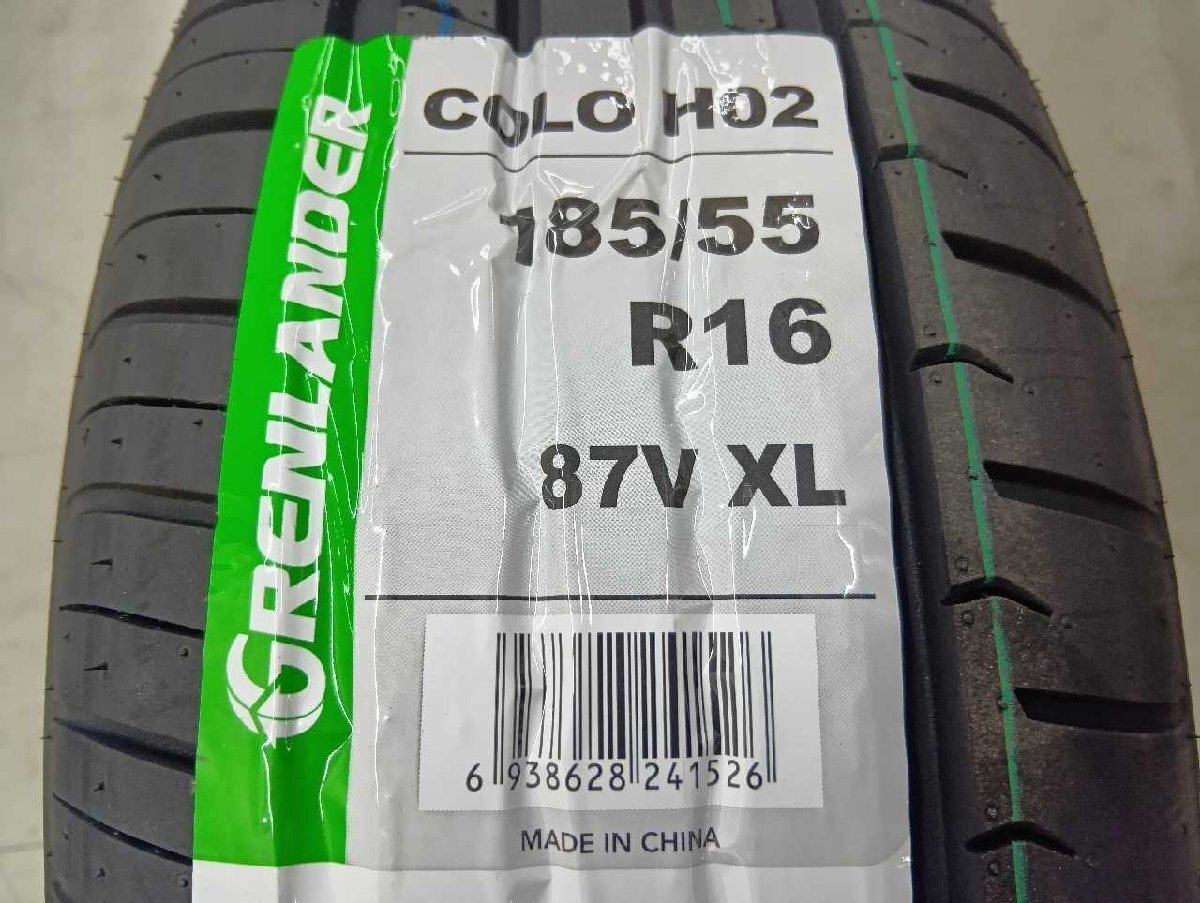 GRENLANDER
COLO H02
185/55
R16
87V XL
6 938628 241526
MADE IN CHINA